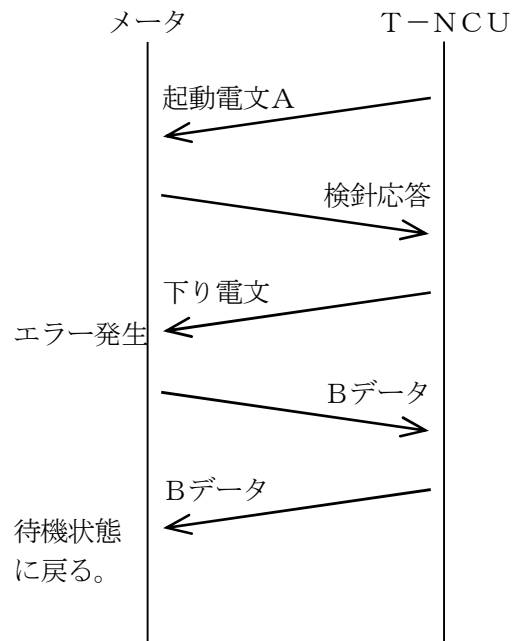 メータ
T－NCU
起動電文A
検針応答
下り電文
エラー発生
Bデータ
Bデータ
待機状態
に戻る。